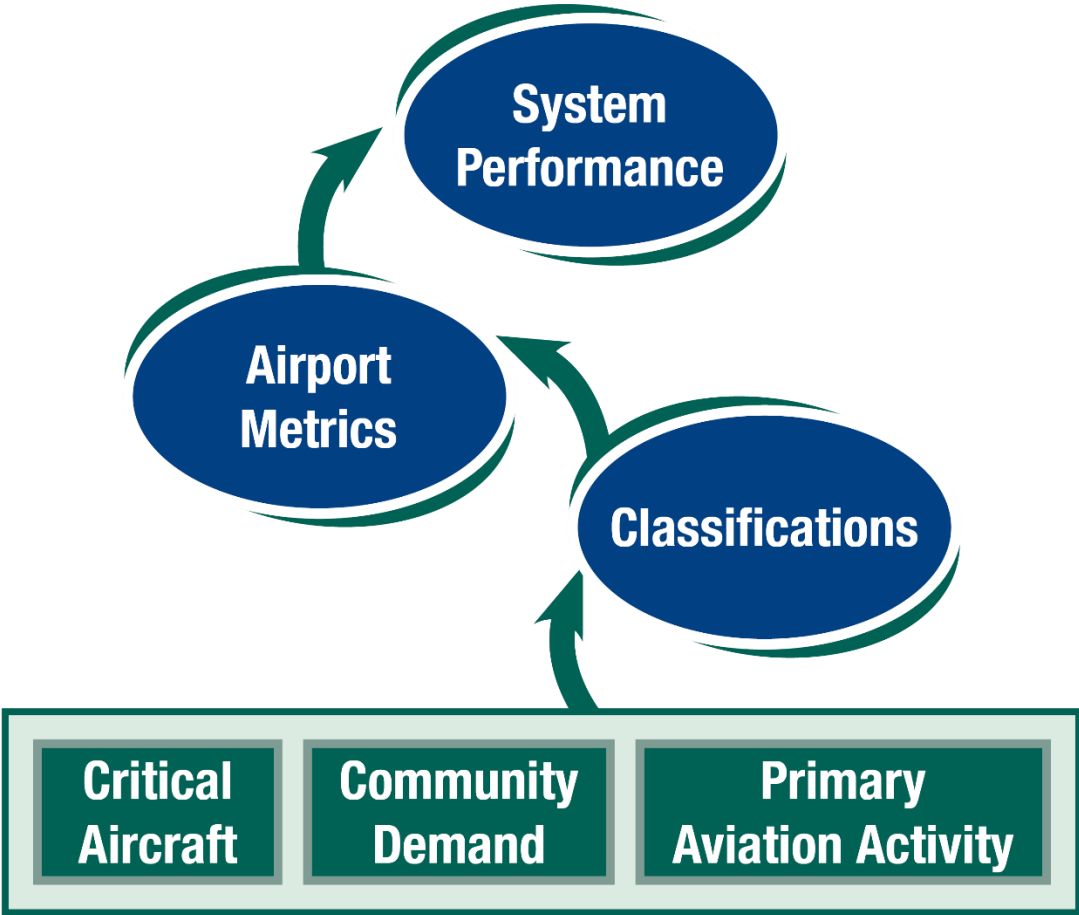 System
Performance
Airport
Metrics
Classifications
Critical
Aircraft
Community
Demand
Primary
Aviation Activity